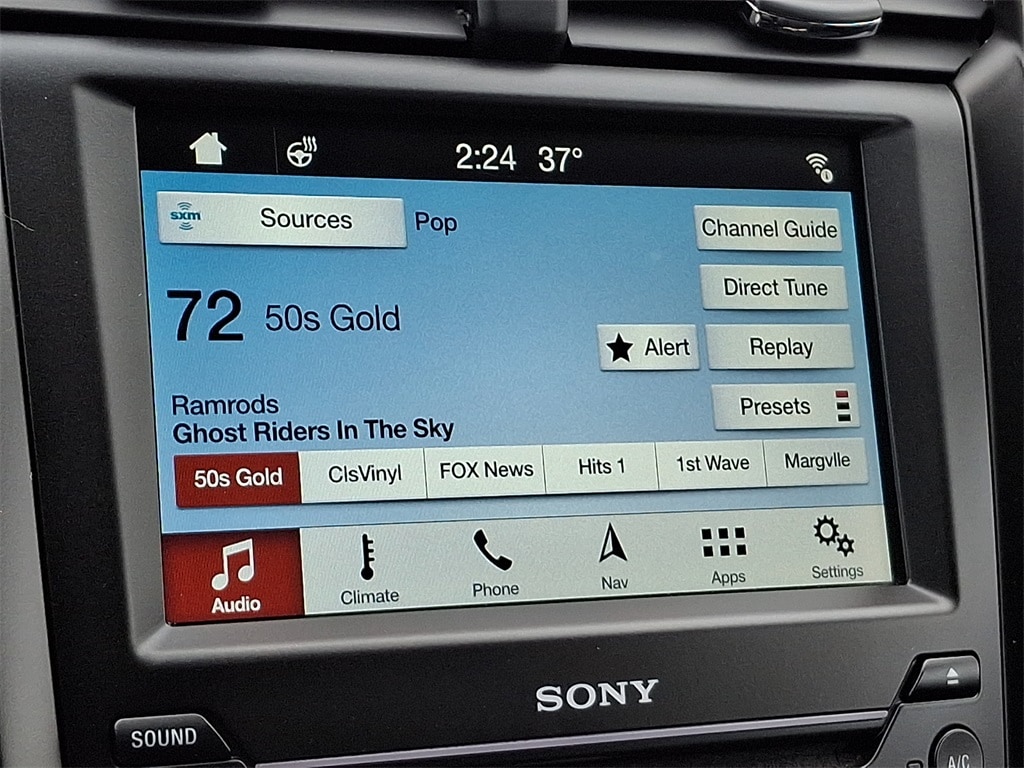 2:24 37°
sxm Sources Pop Channel Guide
Direct Tune
72 50s Gold
Alert Replay
Presets
Ramrods
Ghost Riders In The Sky
50s Gold ClsVinyl FOX News Hits 1 1st Wave Margvlle
Audio Climate Phone Nav Apps Settings
SONY
SOUND
A/C